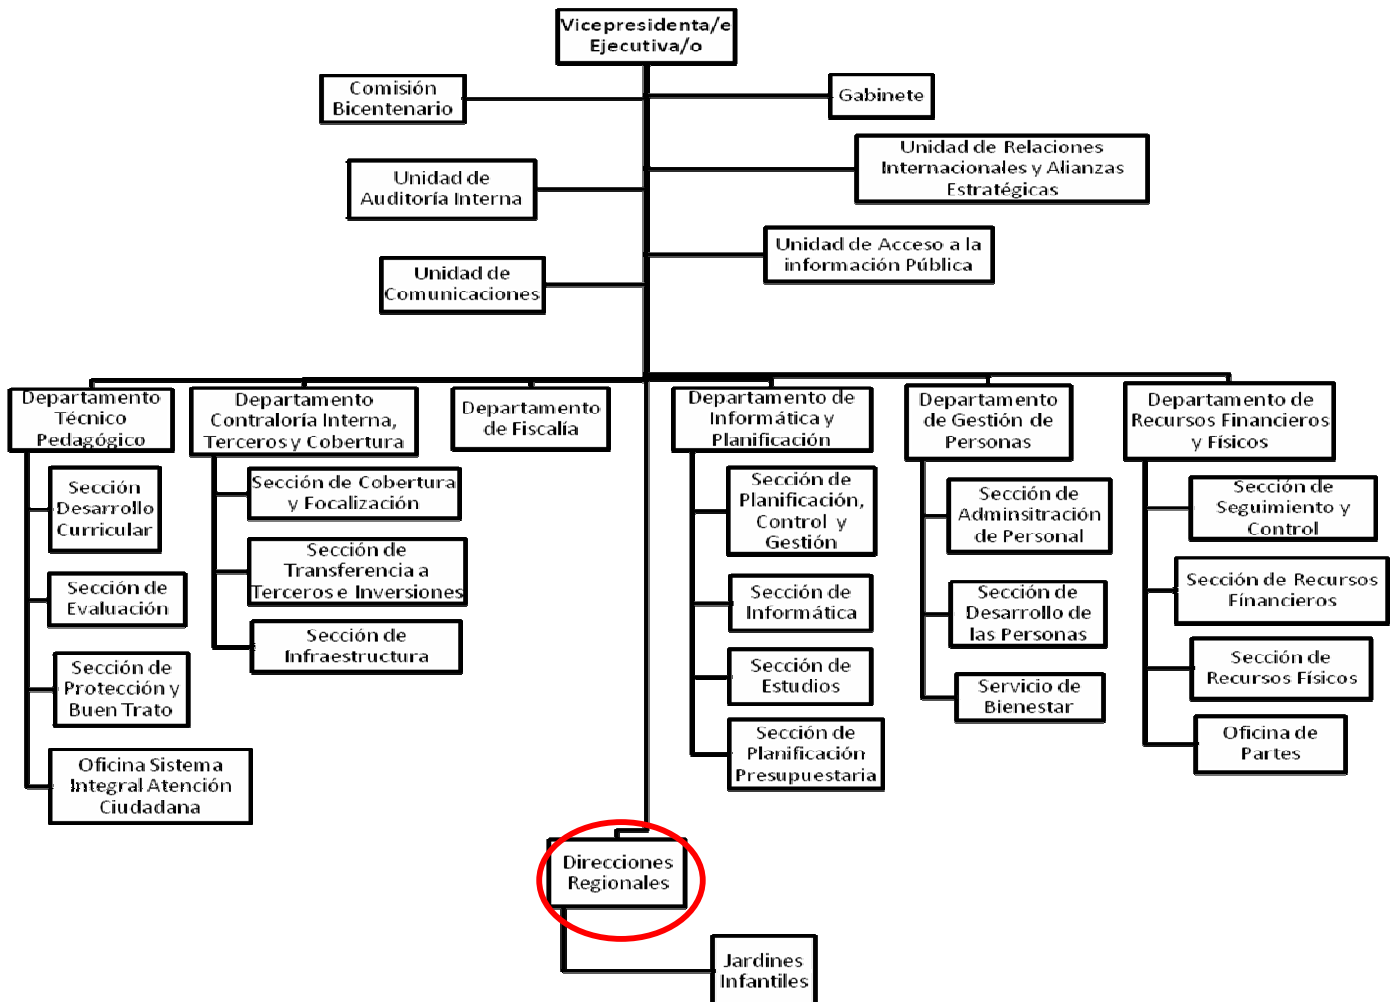 Vicepresidenta/e
Ejecutiva/o
Comisión
Bicentenario
Gabinete
Unidad de Relaciones
Internacionales y Alianzas
Estratégicas
Unidad de
Auditoría Interna
Unidad de Acceso a la
información Pública
Unidad de
Comunicaciones
Departamento
Técnico
Pedagógico
Departamento
Contraloría Interna,
Terceros y Cobertura
Departamento
de Fiscalía
Departamento de
Informática y
Planificación
Departamento
de Gestión de
Personas
Departamento de
Recursos Financieros
y Físicos
Sección
Desarrollo
Curricular
Sección de
Evaluación
Sección de
Protección y
Buen Trato
Oficina Sistema
Integral Atención
Ciudadana
Sección de Cobertura
y Focalización
Sección de
Transferencia a
Terceros e Inversiones
Sección de
Infraestructura
Sección de
Planificación,
Control y
Gestión
Sección de
Informática
Sección de
Estudios
Sección de
Planificación
Presupuestaria
Sección de
Adminsitración
de Personal
Sección de
Desarrollo de
las Personas
Servicio de
Bienestar
Sección de
Seguimiento y
Control
Sección de Recursos
Financieros
Sección de
Recursos Físicos
Oficina de
Partes
Direcciones
Regionales
Jardines
Infantiles